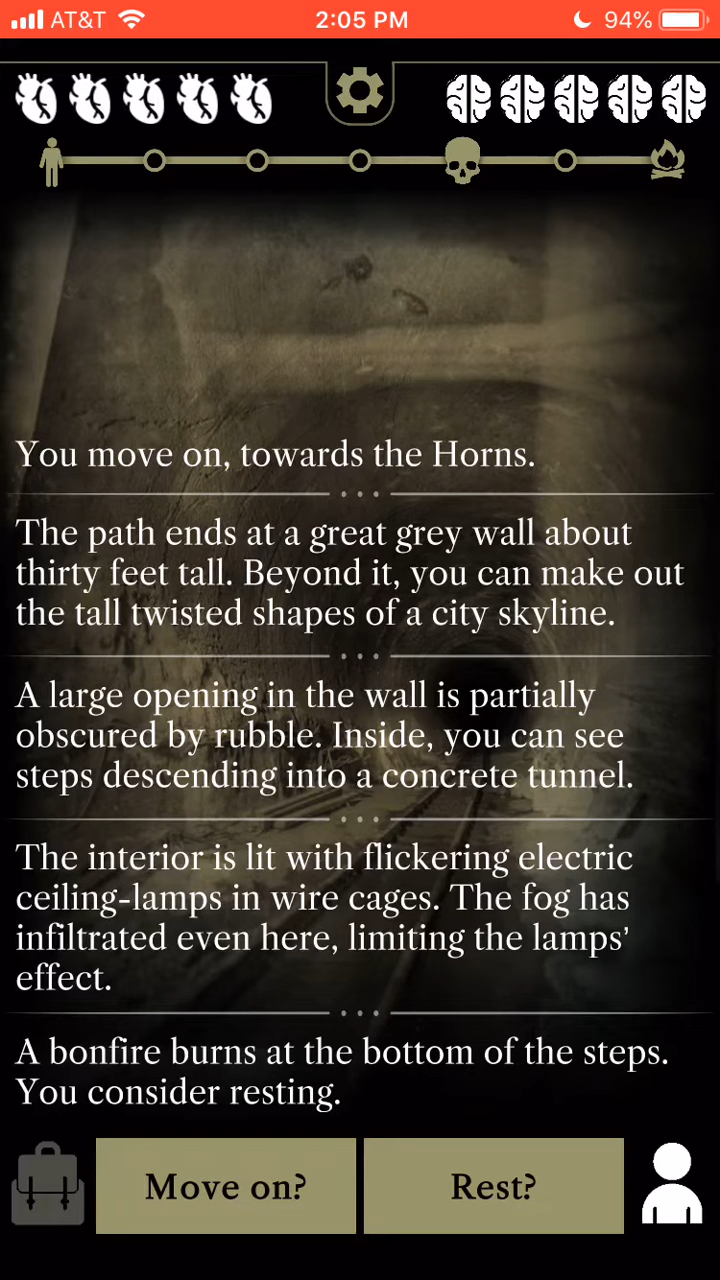 AT&T 2:05 PM 94%
You move on, towards the Horns.
The path ends at a great grey wall about
thirty feet tall. Beyond it, you can make out
the tall twisted shapes of a city skyline.
A large opening in the wall is partially
obscured by rubble. Inside, you can see
steps descending into a concrete tunnel.
The interior is lit with flickering electric
ceiling-lamps in wire cages. The fog has
infiltrated even here, limiting the lamps’
effect.
A bonfire burns at the bottom of the steps.
You consider resting.
Move on? Rest?